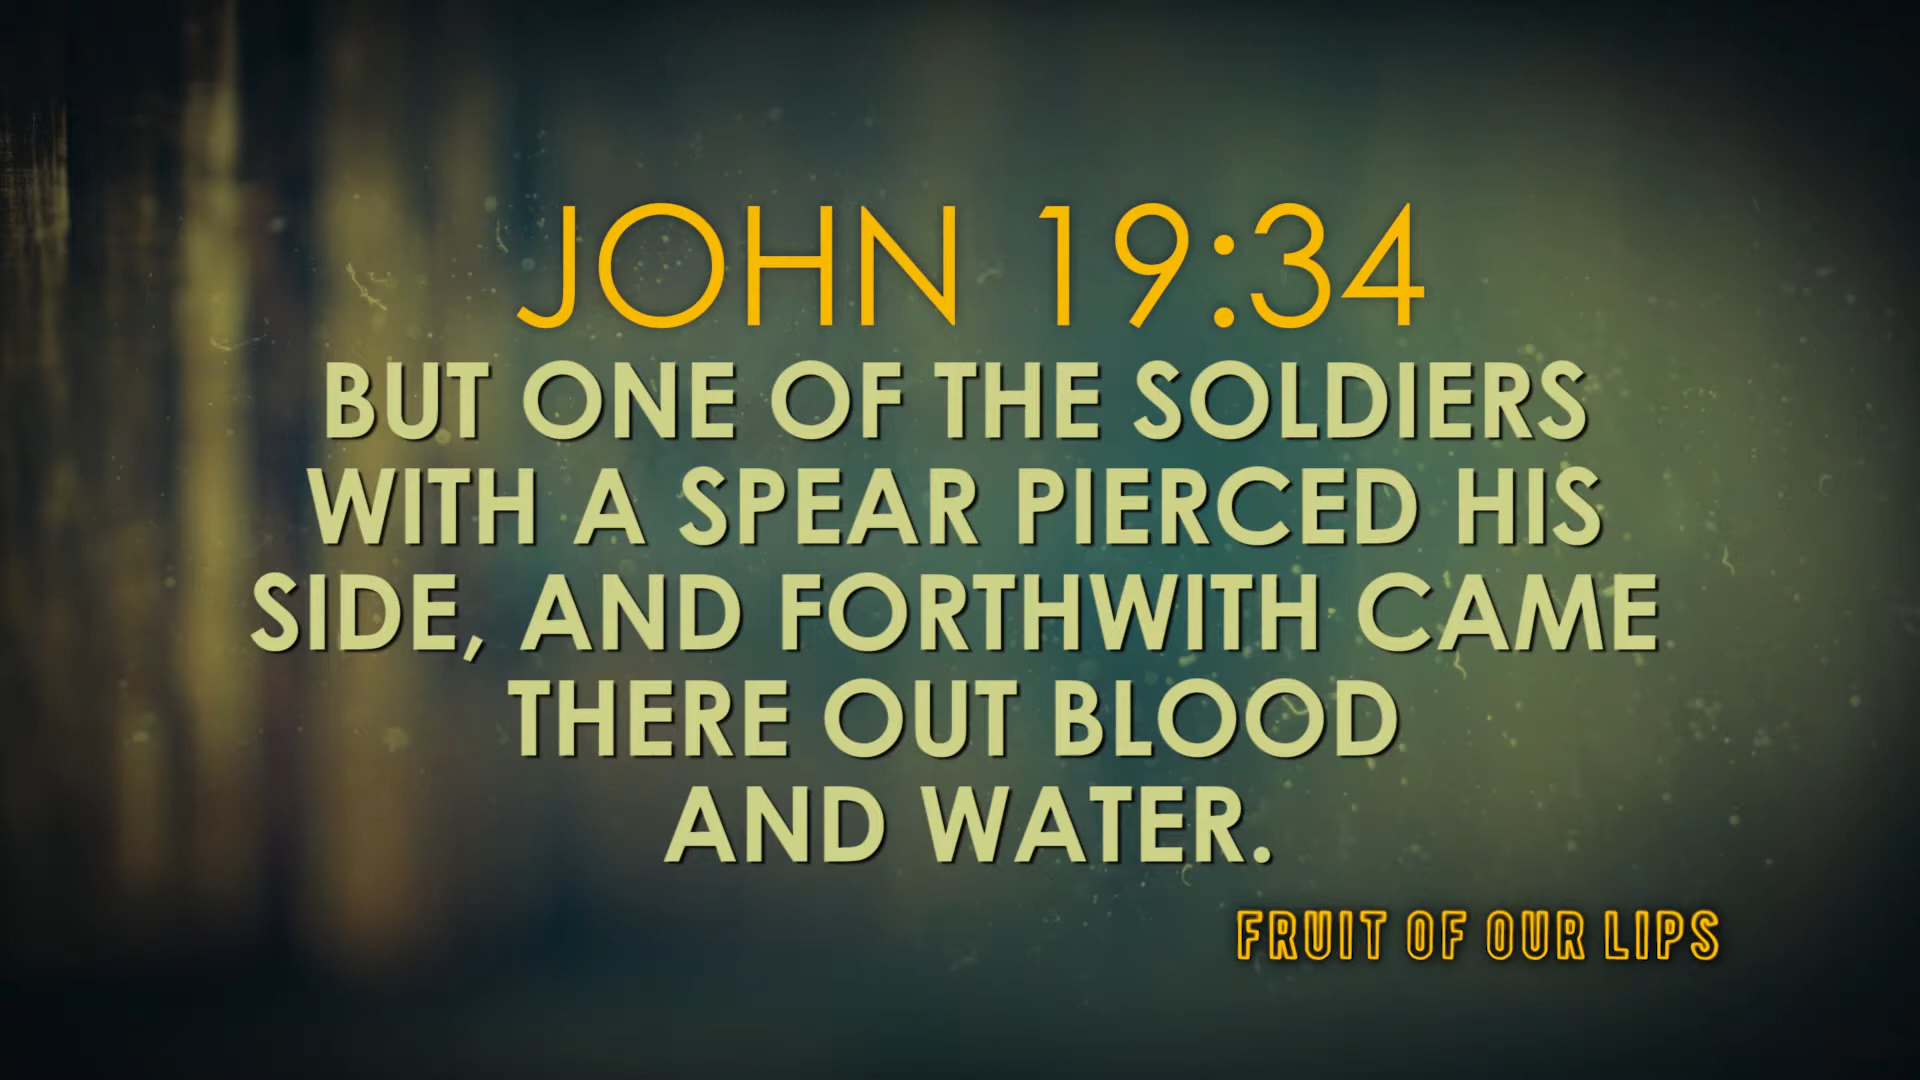 JOHN 19:34
BUT ONE OF THE SOLDIERS
WITH A SPEAR PIERCED HIS
SIDE, AND FORTHWITH CAME
THERE OUT BLOOD
AND WATER.
FRUIT OF OUR LIPS